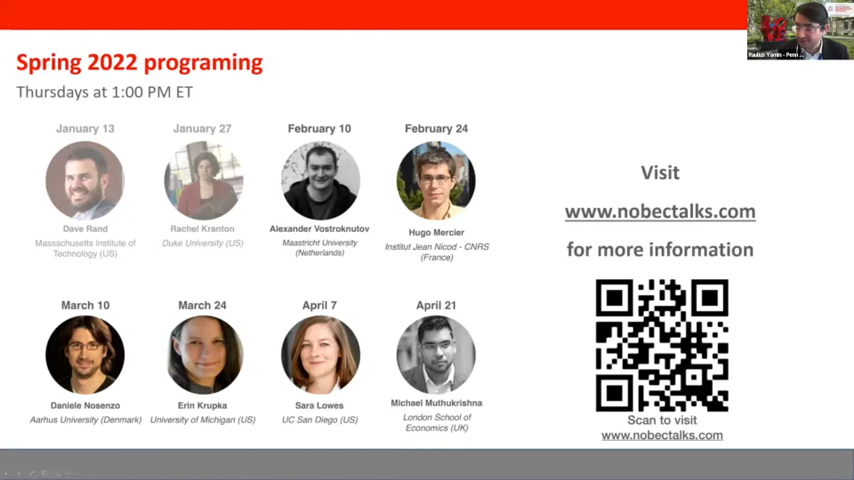 Spring 2022 programing
Thursdays at 1:00 PM ET
January 13
January 27
February 10
February 24
Dave Rand
Massachusetts Institute of
Technology (US)
Rachel Kranton
Duke University (US)
Alexander Vostroknutov
Maastricht University
(Netherlands)
Hugo Mercier
Institut Jean Nicod - CNRS
(France)
March 10
March 24
April 7
April 21
Daniele Nosenzo
Aarhus University (Denmark)
Erin Krupka
University of Michigan (US)
Sara Lowes
UC San Diego (US)
Michael Muthukrishna
London School of
Economics (UK)
Visit
www.nobectalks.com
for more information
Scan to visit
www.nobectalks.com
Paulius Yamin - Penn ...